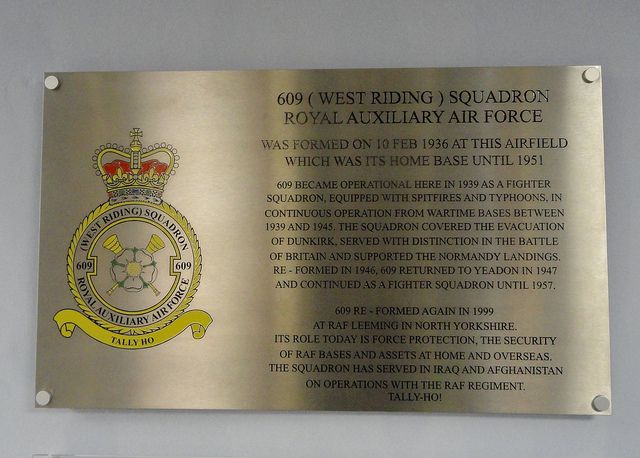 609 ( WEST RIDING ) SQUADRON
ROYAL AUXILIARY AIR FORCE
WAS FORMED ON 10 FEB 1936 AT THIS AIRFIELD
WHICH WAS ITS HOME BASE UNTIL 1951
609 BECAME OPERATIONAL HERE IN 1939 AS A FIGHTER
SQUADRON, EQUIPPED WITH SPITFIRES AND TYPHOONS, IN
CONTINUOUS OPERATION FROM WARTIME BASES BETWEEN
1939 AND 1945. THE SQUADRON COVERED THE EVACUATION
OF DUNKIRK, SERVED WITH DISTINCTION IN THE BATTLE
OF BRITAIN AND SUPPORTED THE NORMANDY LANDINGS.
RE - FORMED IN 1946, 609 RETURNED TO YEADON IN 1947
AND CONTINUED AS A FIGHTER SQUADRON UNTIL 1957.
609 RE - FORMED AGAIN IN 1999
AT RAF LEEMING IN NORTH YORKSHIRE.
ITS ROLE TODAY IS FORCE PROTECTION, THE SECURITY
OF RAF BASES AND ASSETS AT HOME AND OVERSEAS.
THE SQUADRON HAS SERVED IN IRAQ AND AFGHANISTAN
ON OPERATIONS WITH THE RAF REGIMENT.
TALLY-HO!
(WEST RIDING) SQUADRON
609
609
ROYAL AUXILIARY AIR FORCE
TALLY HO